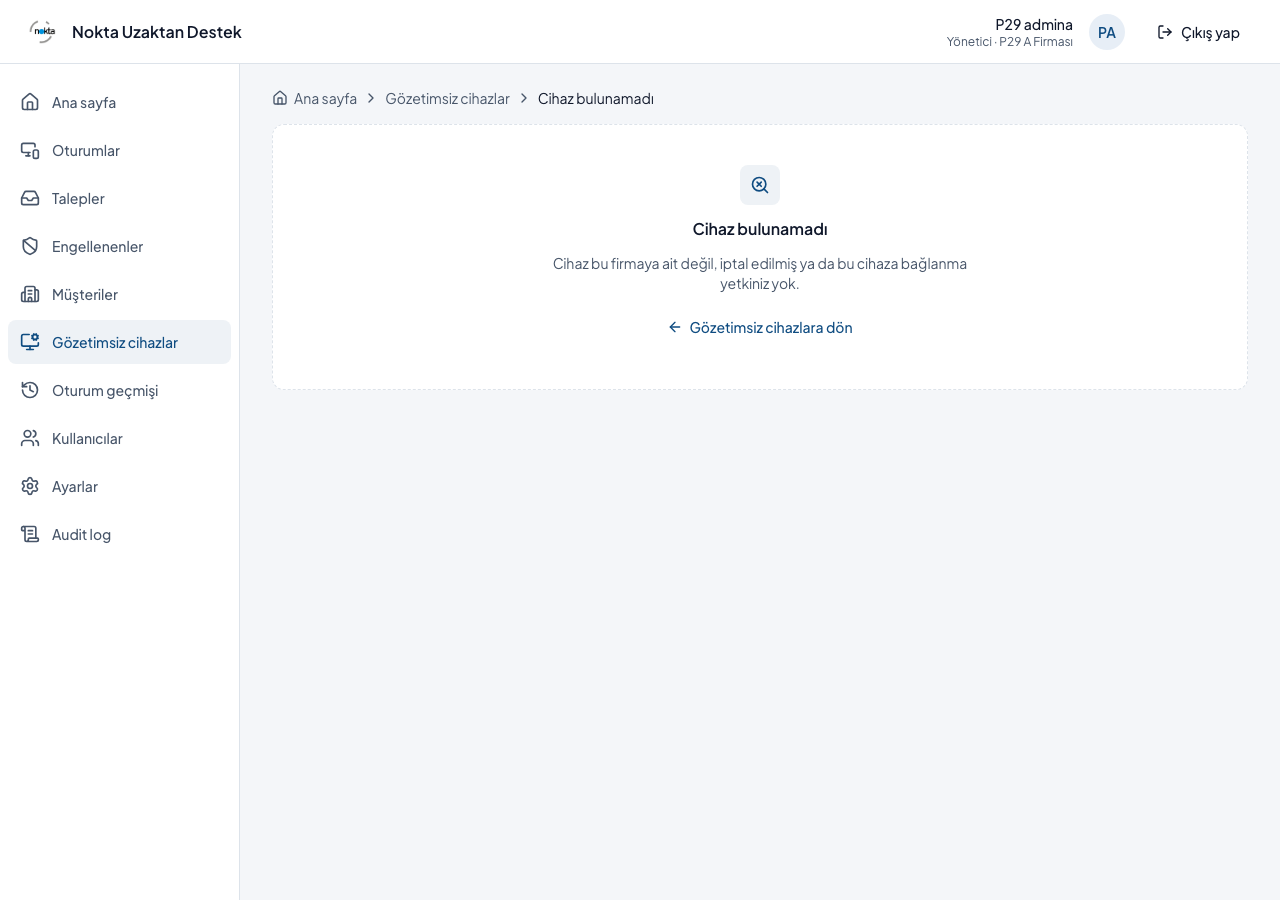 nokta
Nokta Uzaktan Destek
P29 admina
Yönetici · P29 A Firması
PA
Çıkış yap
Ana sayfa
Oturumlar
Talepler
Engellenenler
Müşteriler
Gözetimsiz cihazlar
Oturum geçmişi
Kullanıcılar
Ayarlar
Audit log
Ana sayfa > Gözetimsiz cihazlar > Cihaz bulunamadı
Cihaz bulunamadı
Cihaz bu firmaya ait değil, iptal edilmiş ya da bu cihaza bağlanma
yetkiniz yok.
Gözetimsiz cihazlara dön